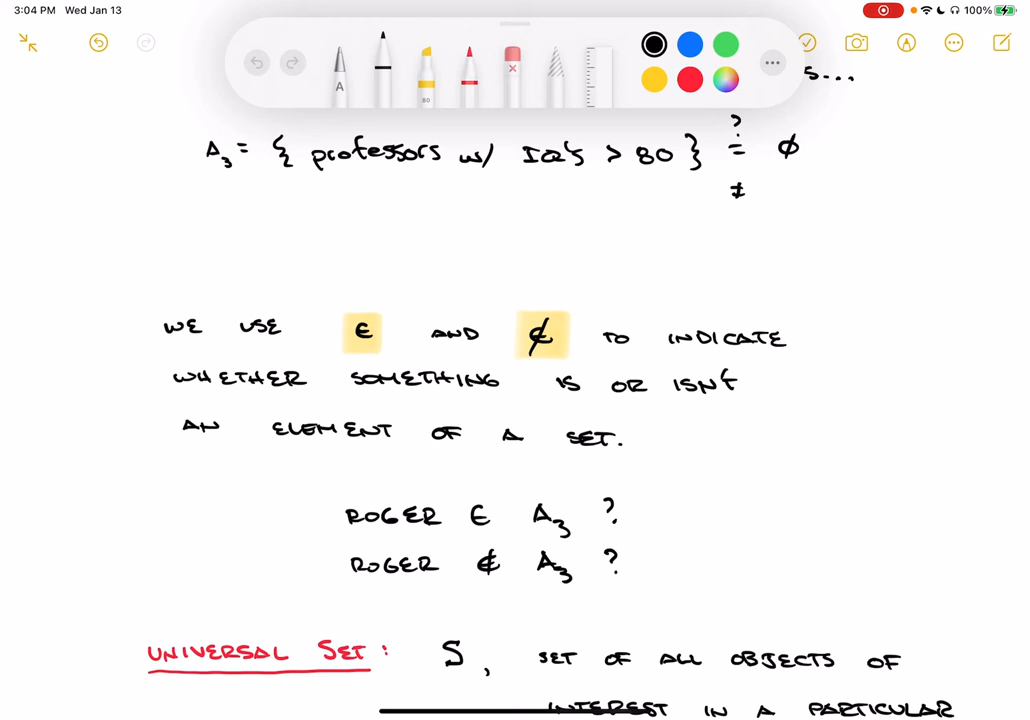 3:04 PM Wed Jan 13
100%
A
80
S...
A₃ = { professors w/ IQ's > 80 } ≟ ∅
≠
WE USE ∈ AND ∉ TO INDICATE
WHETHER SOMETHING IS OR ISN'T
AN ELEMENT OF A SET.
ROGER ∈ A₃ ?
ROGER ∉ A₃ ?
UNIVERSAL SET: S, SET OF ALL OBJECTS OF
INTEREST IN A PARTICULAR